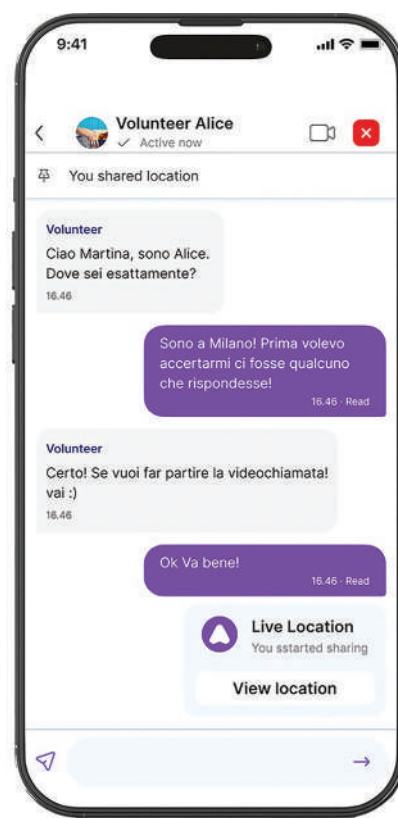 9:41
Volunteer Alice
Active now
You shared location
Volunteer
Ciao Martina, sono Alice.
Dove sei esattamente?
16.46
Sono a Milano! Prima volevo
accertarmi ci fosse qualcuno
che rispondesse!
16.46 · Read
Volunteer
Certo! Se vuoi far partire la videochiamata!
vai :)
16.46
Ok Va bene!
16.46 · Read
Live Location
You sstarted sharing
View location